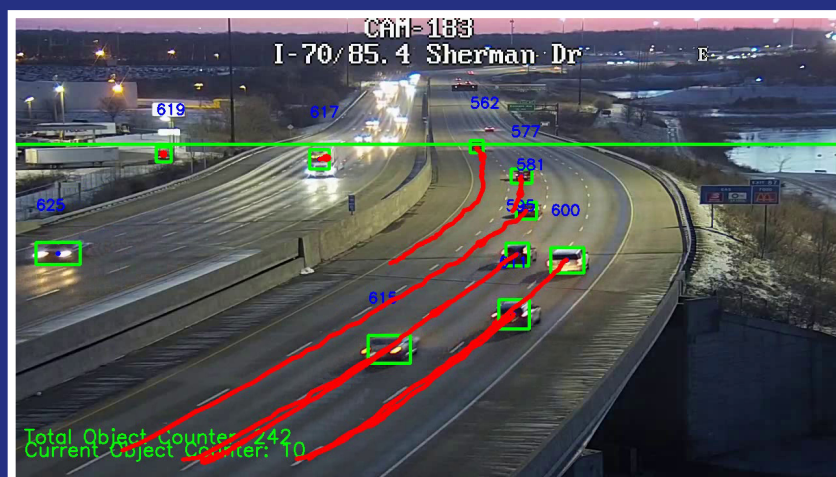 CAM-183
I-70/85.4 Sherman Dr
E
619
617
562
577
581
625
595
600
615
Total Object Counter: 242
Current Object Counter: 10